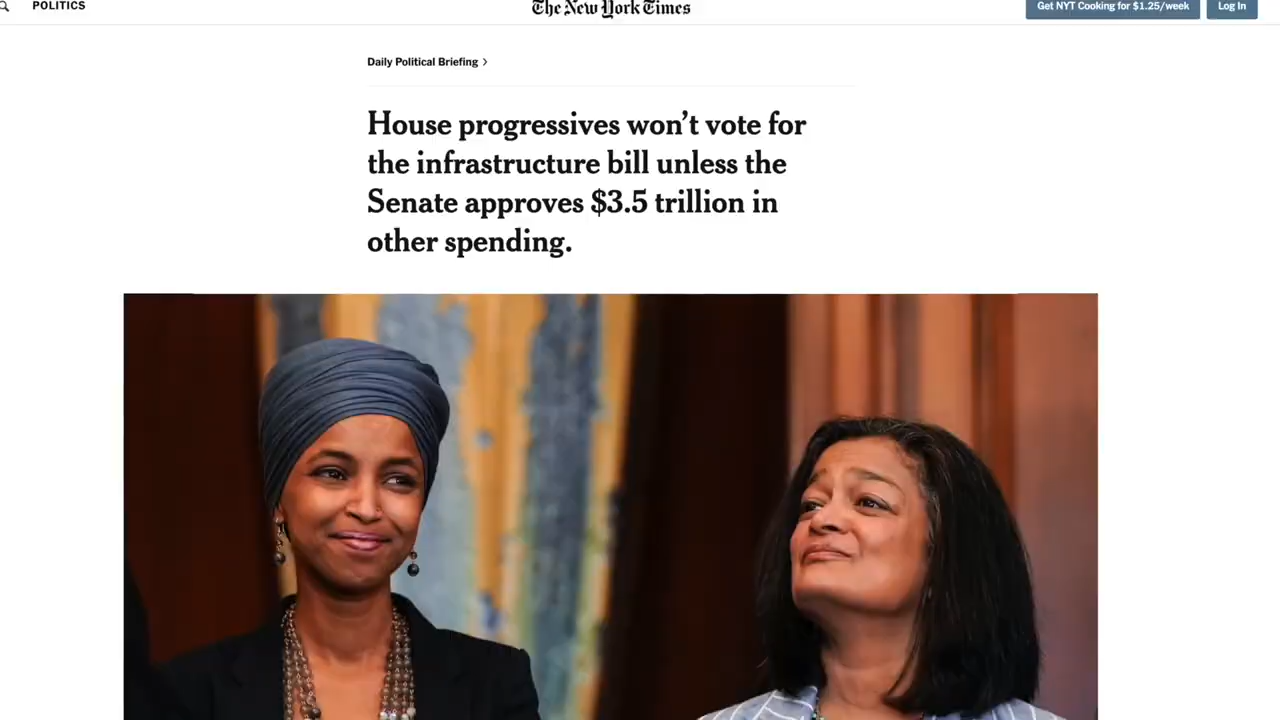 POLITICS
The New York Times
Get NYT Cooking for $1.25/week
Log In
Daily Political Briefing >
House progressives won’t vote for
the infrastructure bill unless the
Senate approves $3.5 trillion in
other spending.